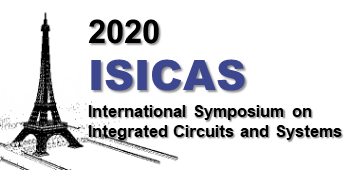 2020
ISICAS
International Symposium on
Integrated Circuits and Systems